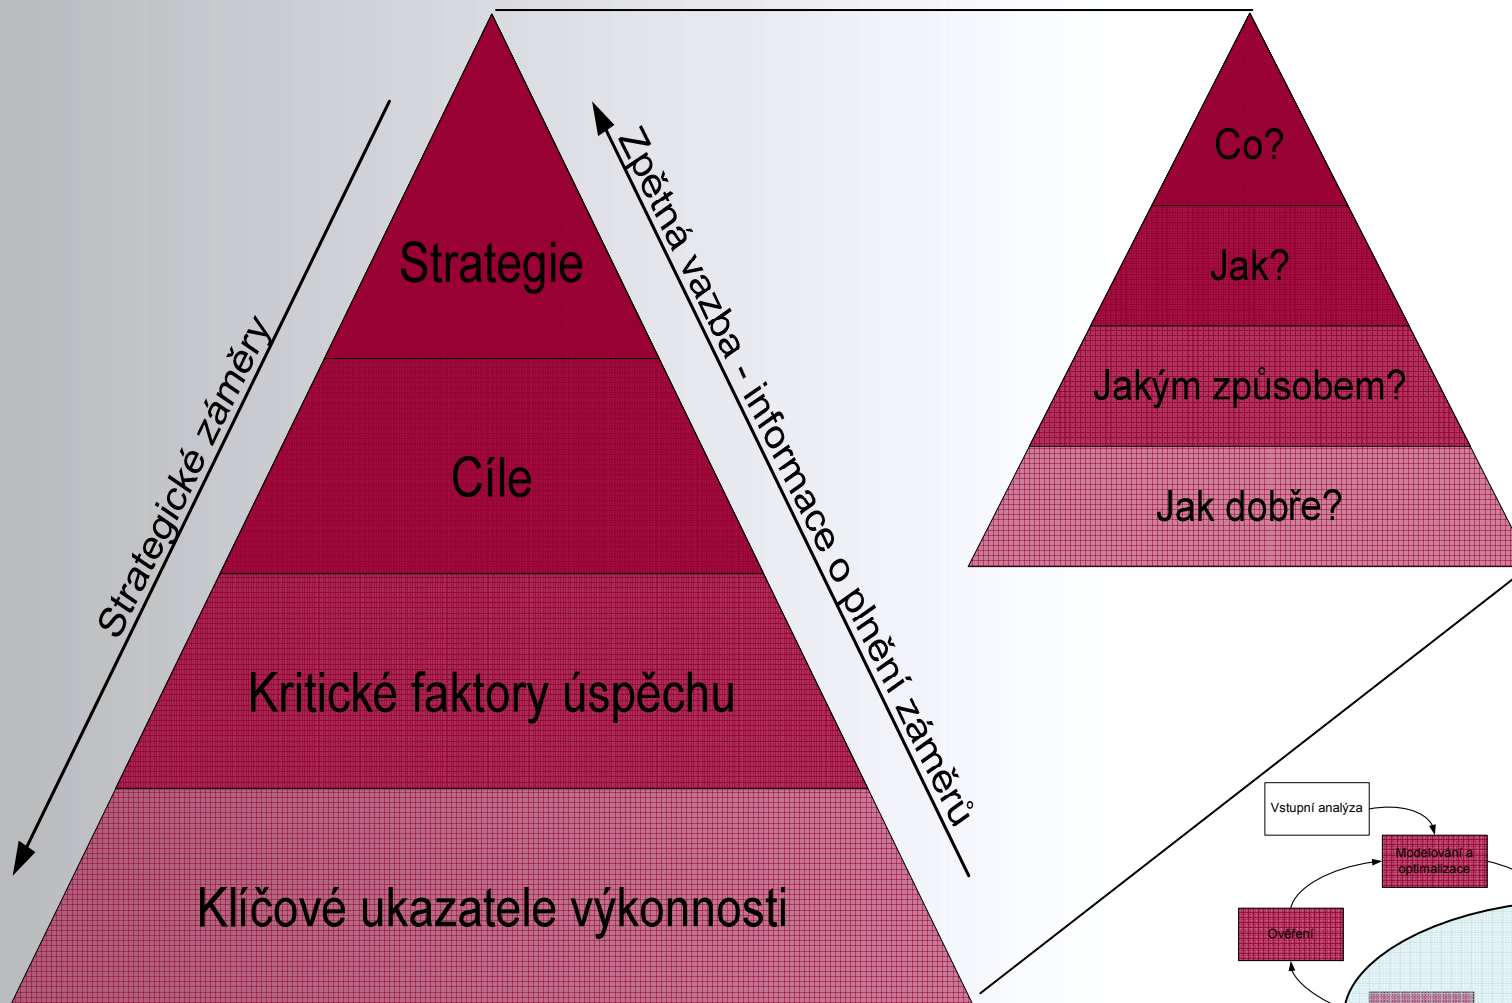 Strategie
Cíle
Kritické faktory úspěchu
Klíčové ukazatele výkonnosti
Strategické záměry
Zpětná vazba - informace o plnění záměrů
Co?
Jak?
Jakým způsobem?
Jak dobře?
Vstupní analýza
Modelování a
optimalizace
Ověření